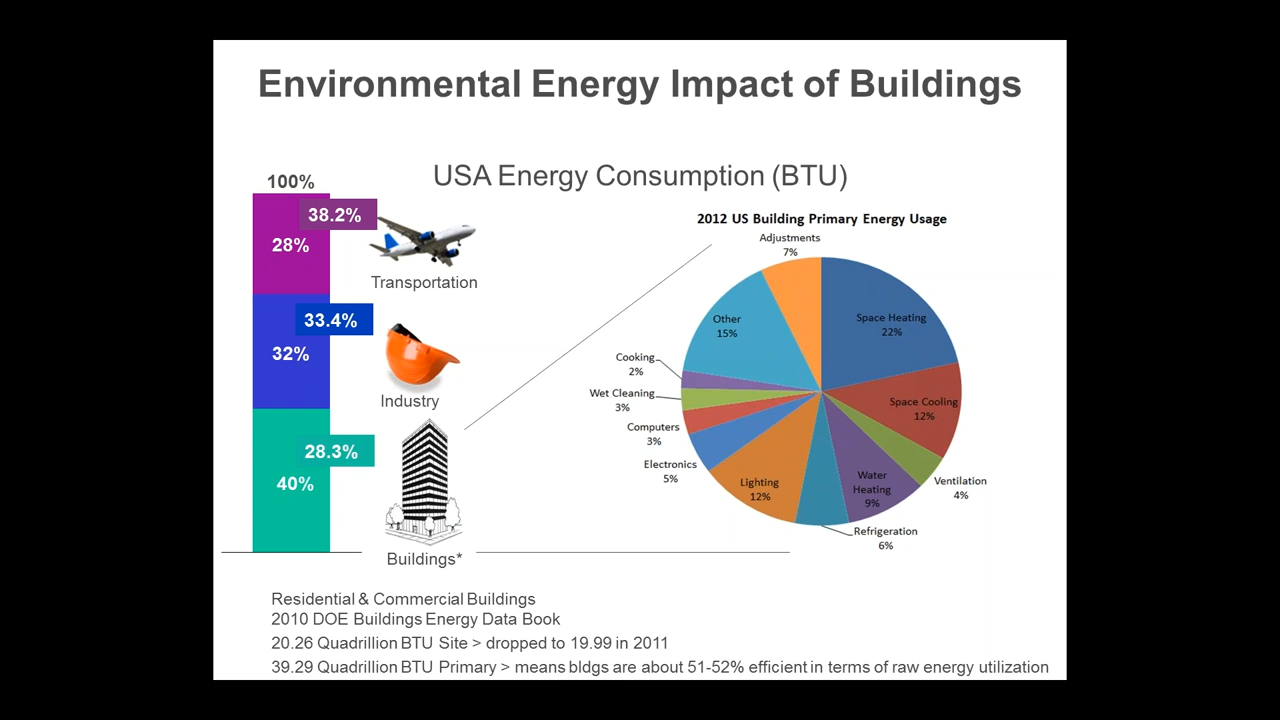 Environmental Energy Impact of Buildings
USA Energy Consumption (BTU)
100%
38.2%
28%
Transportation
33.4%
32%
Industry
28.3%
40%
Buildings*
2012 US Building Primary Energy Usage
Adjustments
7%
Space Heating
22%
Space Cooling
12%
Ventilation
4%
Water
Heating
9%
Refrigeration
6%
Lighting
12%
Electronics
5%
Computers
3%
Wet Cleaning
3%
Cooking
2%
Other
15%
Residential & Commercial Buildings
2010 DOE Buildings Energy Data Book
20.26 Quadrillion BTU Site > dropped to 19.99 in 2011
39.29 Quadrillion BTU Primary > means bldgs are about 51-52% efficient in terms of raw energy utilization